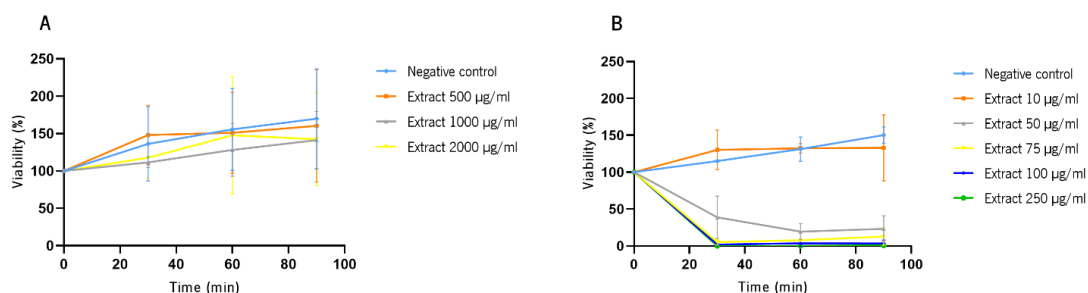 A
Viability (%)
250
200
150
100
50
0
0 20 40 60 80 100
Time (min)
Negative control
Extract 500 µg/ml
Extract 1000 µg/ml
Extract 2000 µg/ml
B
Viability (%)
250
200
150
100
50
0
0 20 40 60 80 100
Time (min)
Negative control
Extract 10 µg/ml
Extract 50 µg/ml
Extract 75 µg/ml
Extract 100 µg/ml
Extract 250 µg/ml